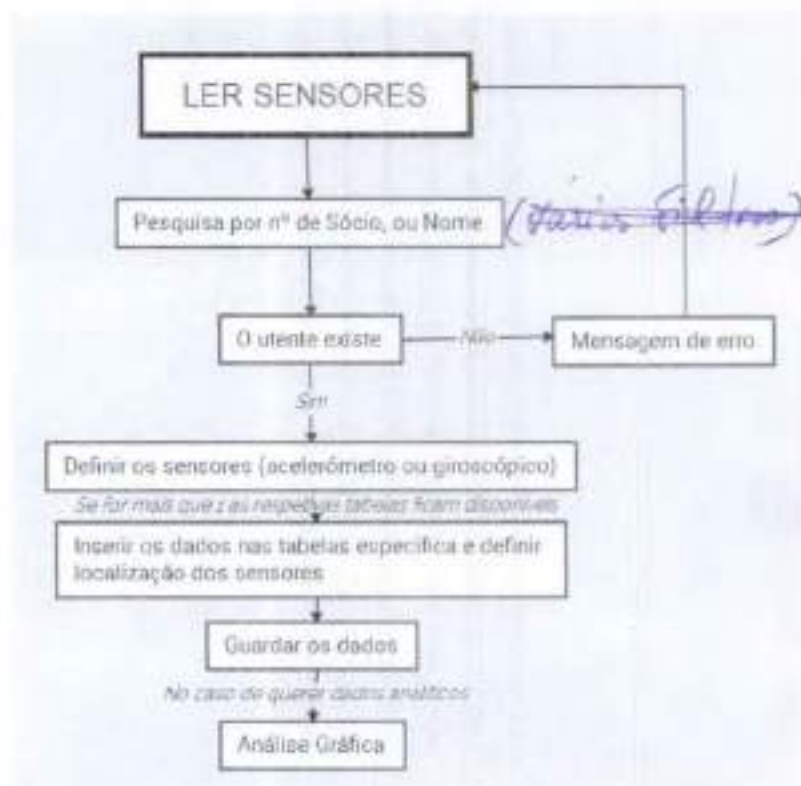 LER SENSORES
Pesquisa por nº de Sócio, ou Nome
O utente existe
Não
Mensagem de erro
Sim
Definir os sensores (acelerómetro ou giroscópico)
Se for mais que as respetivas tabelas ficam disponíveis
Inserir os dados nas tabelas especifica e definir
localização dos sensores
Guardar os dados
No caso de querer dados analíticos
Análise Gráfica